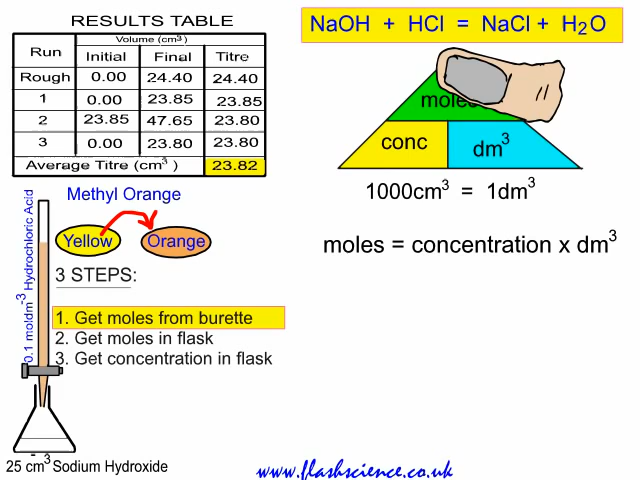 RESULTS TABLE
Volume (cm³)
Run Initial Final Titre
Rough 0.00 24.40 24.40
1 0.00 23.85 23.85
2 23.85 47.65 23.80
3 0.00 23.80 23.80
Average Titre (cm³) 23.82
NaOH + HCl = NaCl + H₂O
moles
conc dm³
1000cm³ = 1dm³
moles = concentration x dm³
Methyl Orange
Yellow Orange
3 STEPS:
1. Get moles from burette
2. Get moles in flask
3. Get concentration in flask
0.1 moldm⁻³ Hydrochloric Acid
25 cm³ Sodium Hydroxide
www.flashscience.co.uk